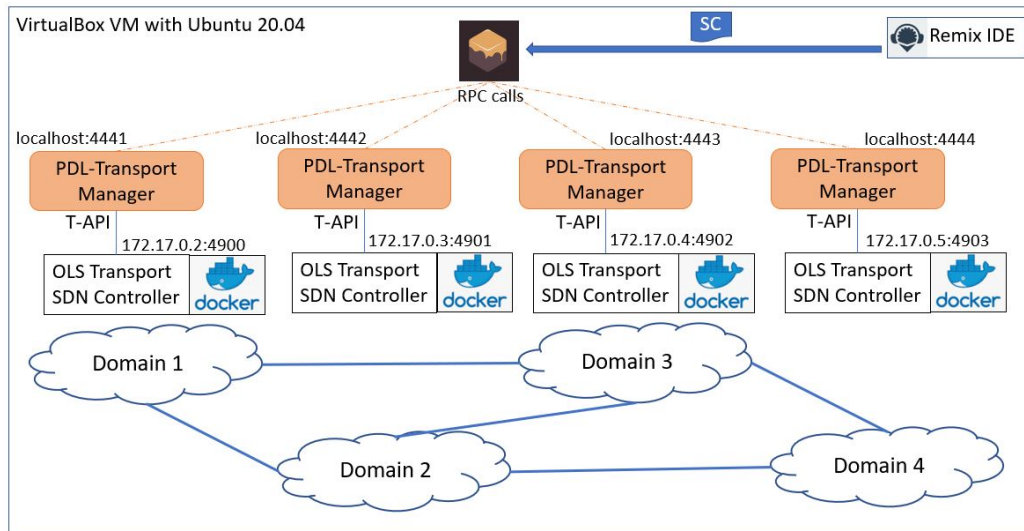 VirtualBox VM with Ubuntu 20.04
SC
Remix IDE
RPC calls
localhost:4441
localhost:4442
localhost:4443
localhost:4444
PDL-Transport
Manager
PDL-Transport
Manager
PDL-Transport
Manager
PDL-Transport
Manager
T-API
T-API
T-API
T-API
172.17.0.2:4900
172.17.0.3:4901
172.17.0.4:4902
172.17.0.5:4903
OLS Transport
SDN Controller
docker
OLS Transport
SDN Controller
docker
OLS Transport
SDN Controller
docker
OLS Transport
SDN Controller
docker
Domain 1
Domain 3
Domain 2
Domain 4